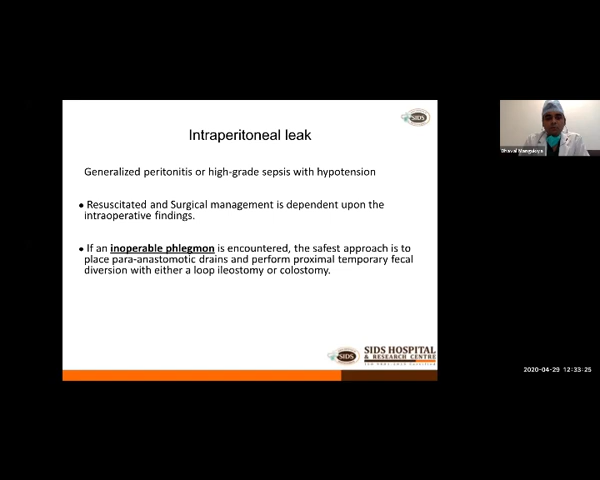 SIDS
Intraperitoneal leak
Generalized peritonitis or high-grade sepsis with hypotension
● Resuscitated and Surgical management is dependent upon the
intraoperative findings.
● If an inoperable phlegmon is encountered, the safest approach is to
place para-anastomotic drains and perform proximal temporary fecal
diversion with either a loop ileostomy or colostomy.
SIDS
SIDS HOSPITAL
& RESEARCH CENTRE
2020-04-29 12:33:25